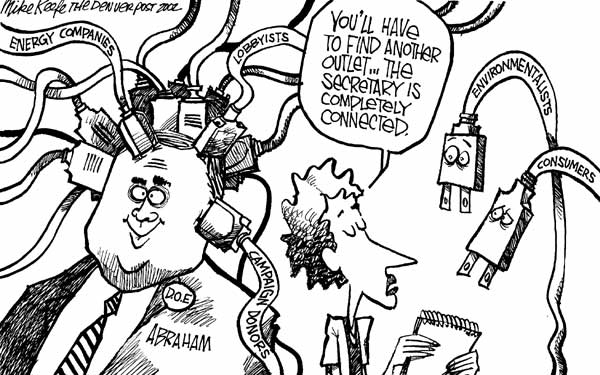 Mike Keefe THE DENVER POST 2002
ENERGY COMPANIES
LOBBYISTS
YOU'LL HAVE
TO FIND ANOTHER
OUTLET... THE
SECRETARY IS
COMPLETELY
CONNECTED.
ENVIRONMENTALISTS
CONSUMERS
CAMPAIGN DONORS
D.O.E
ABRAHAM